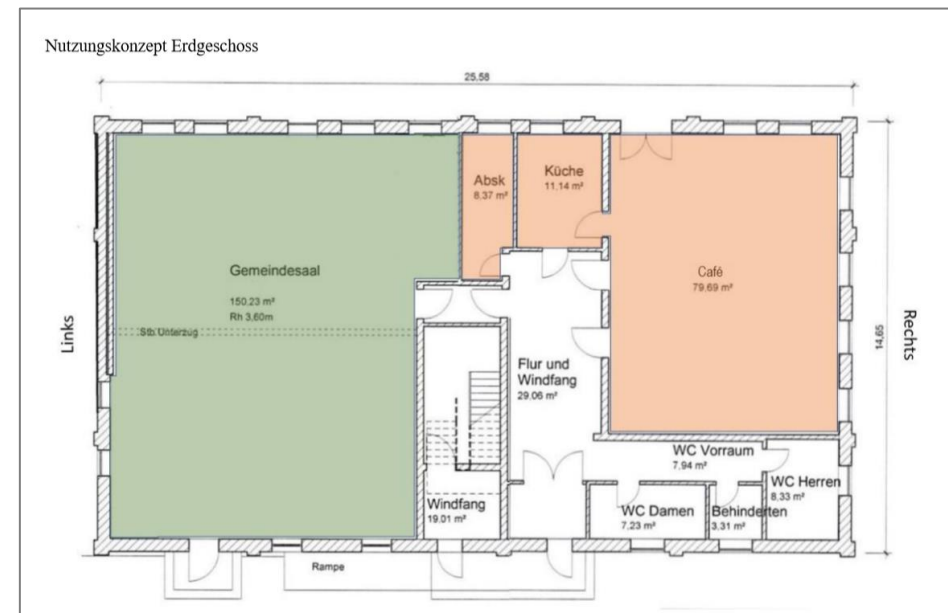 Nutzungskonzept Erdgeschoss
25,58
Absk
8,37 m²
Küche
11,14 m²
Gemeindesaal
150,23 m²
Rh 3,60m
Café
79,69 m²
Stb Unterzug
Links
Rechts
14,65
Flur und
Windfang
29,06 m²
WC Vorraum
7,94 m²
WC Herren
8,33 m²
Windfang
19,01 m²
WC Damen
7,23 m²
Behinderten
3,31 m²
Rampe